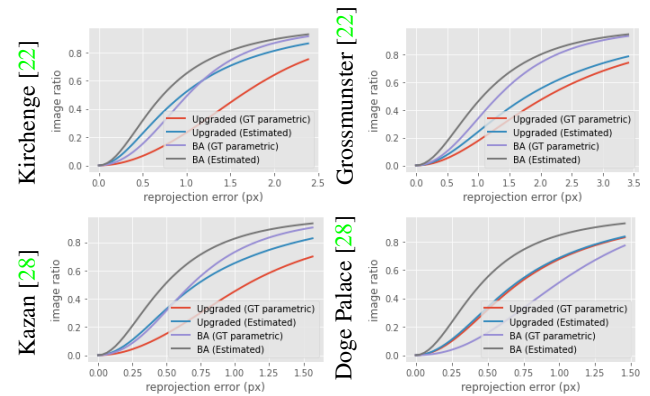 Kirchenge [22]
image ratio
0.8
0.6
0.4
0.2
0.0
Upgraded (GT parametric)
Upgraded (Estimated)
BA (GT parametric)
BA (Estimated)
0.0 0.5 1.0 1.5 2.0 2.5
reprojection error (px)
Grossmunster [22]
image ratio
0.8
0.6
0.4
0.2
0.0
Upgraded (GT parametric)
Upgraded (Estimated)
BA (GT parametric)
BA (Estimated)
0.0 0.5 1.0 1.5 2.0 2.5 3.0 3.5
reprojection error (px)
Kazan [28]
image ratio
0.8
0.6
0.4
0.2
0.0
Upgraded (GT parametric)
Upgraded (Estimated)
BA (GT parametric)
BA (Estimated)
0.00 0.25 0.50 0.75 1.00 1.25 1.50
reprojection error (px)
Doge Palace [28]
image ratio
0.8
0.6
0.4
0.2
0.0
Upgraded (GT parametric)
Upgraded (Estimated)
BA (GT parametric)
BA (Estimated)
0.00 0.25 0.50 0.75 1.00 1.25 1.50
reprojection error (px)